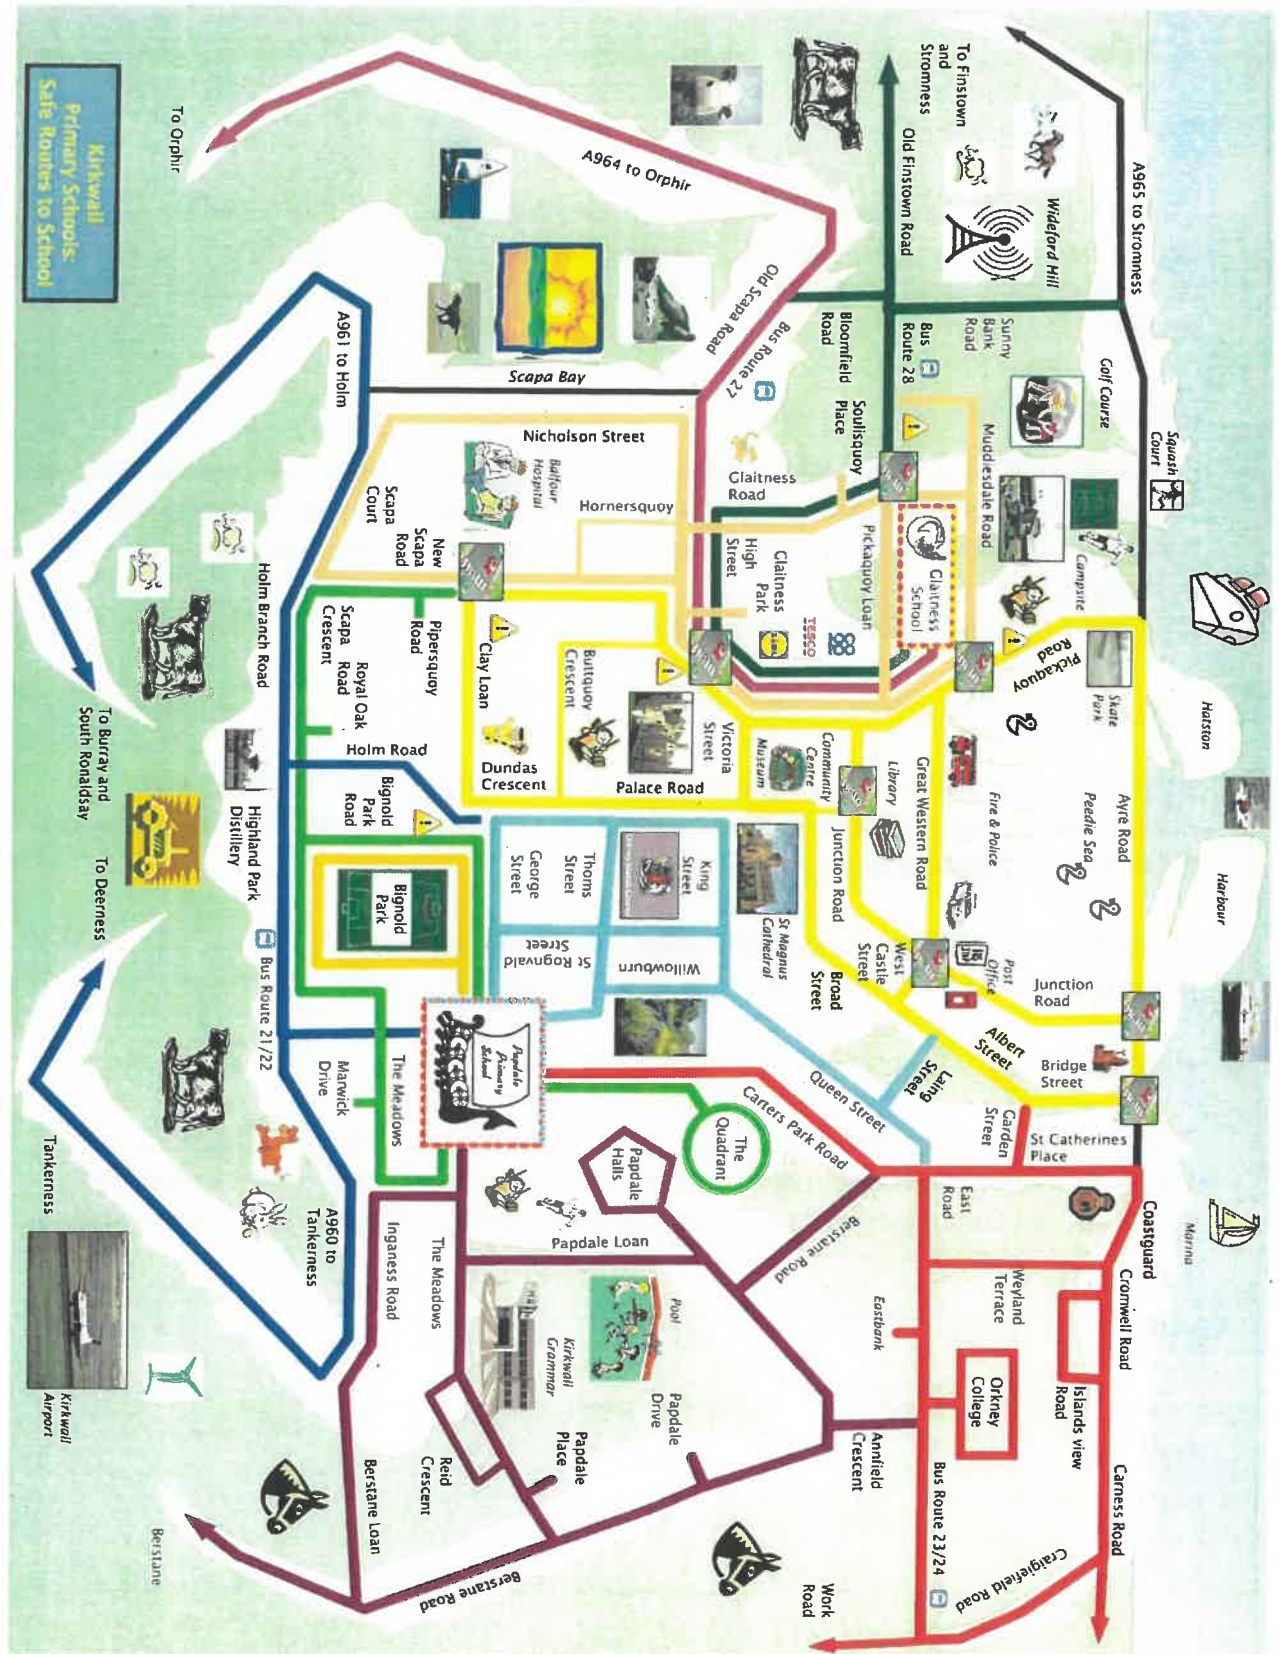 Kirkwall
Primary Schools:
Safe Routes to School
To Orphir
A964 to Orphir
To Finstown
and
Stromness
Old Finstown Road
Wideford Hill
A965 to Stromness
Golf Course
Squash
Court
Sunny
Bank
Road
Bus
Route 28
Bloomfield
Road
Old Scapa Road
Bus Route 27
Soulisquoy
Place
Muddiesdale Road
Campsite
Glaitness
Road
Pickaquoy Loan
Glaitness
School
Glaitness
Park
High
Street
TESCO
Pickaquoy
Road
Skate
Park
Hatston
Harbour
Ayre Road
Peedie Sea
Fire & Police
Great Western Road
Library
Community
Centre
Museum
Junction Road
Victoria
Street
Palace Road
Buttquoy
Crescent
Clay Loan
Dundas
Crescent
Scapa Bay
Nicholson Street
Balfour
Hospital
Hornersquoy
Scapa
Court
New
Scapa
Road
A961 to Holm
Holm Branch Road
Pipersquoy
Road
Royal Oak
Road
Scapa
Crescent
Holm Road
Bignold
Park
Road
Bignold
Park
Highland Park
Distillery
To Burray and
South Ronaldsay
To Deerness
Bus Route 21/22
George
Street
Thoms
Street
King
Street
St Rognvald
Street
Willowburn
St Magnus
Cathedral
Broad
Street
West
Castle
Street
Post
Office
Junction
Road
Albert
Street
Bridge
Street
Laing
Street
Queen Street
Garden
Street
St Catherines
Place
Coastguard
Marina
East
Road
Carters Park Road
The
Quadrant
Papdale
Halls
Papdale
Primary
School
The Meadows
Marwick
Drive
A960 to
Tankerness
Tankerness
Kirkwall
Airport
Inganess Road
The Meadows
Papdale Loan
Berstane Road
Pool
Kirkwall
Grammar
Papdale
Drive
Papdale
Place
Reid
Crescent
Berstane Loan
Berstane Road
Berstane
Annfield
Crescent
Eastbank
Weyland
Terrace
Orkney
College
Cromwell Road
Islands view
Road
Carness Road
Craigiefield Road
Bus Route 23/24
Work
Road